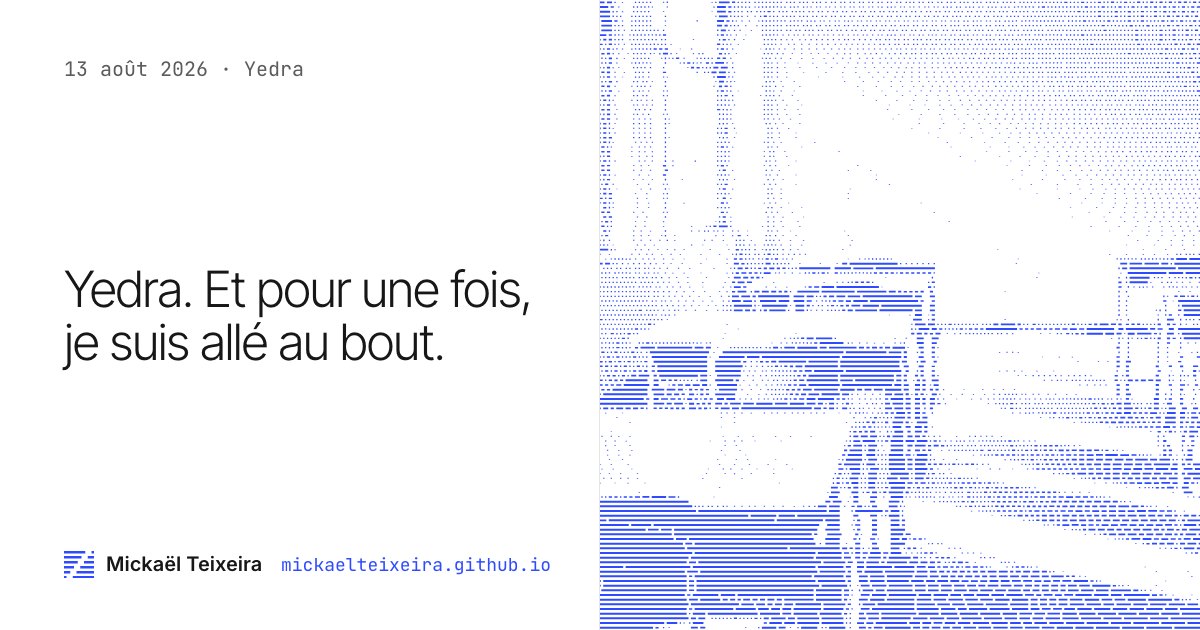 13 août 2026 · Yedra
Yedra. Et pour une fois,
je suis allé au bout.
Mickaël Teixeira mickaelteixeira.github.io